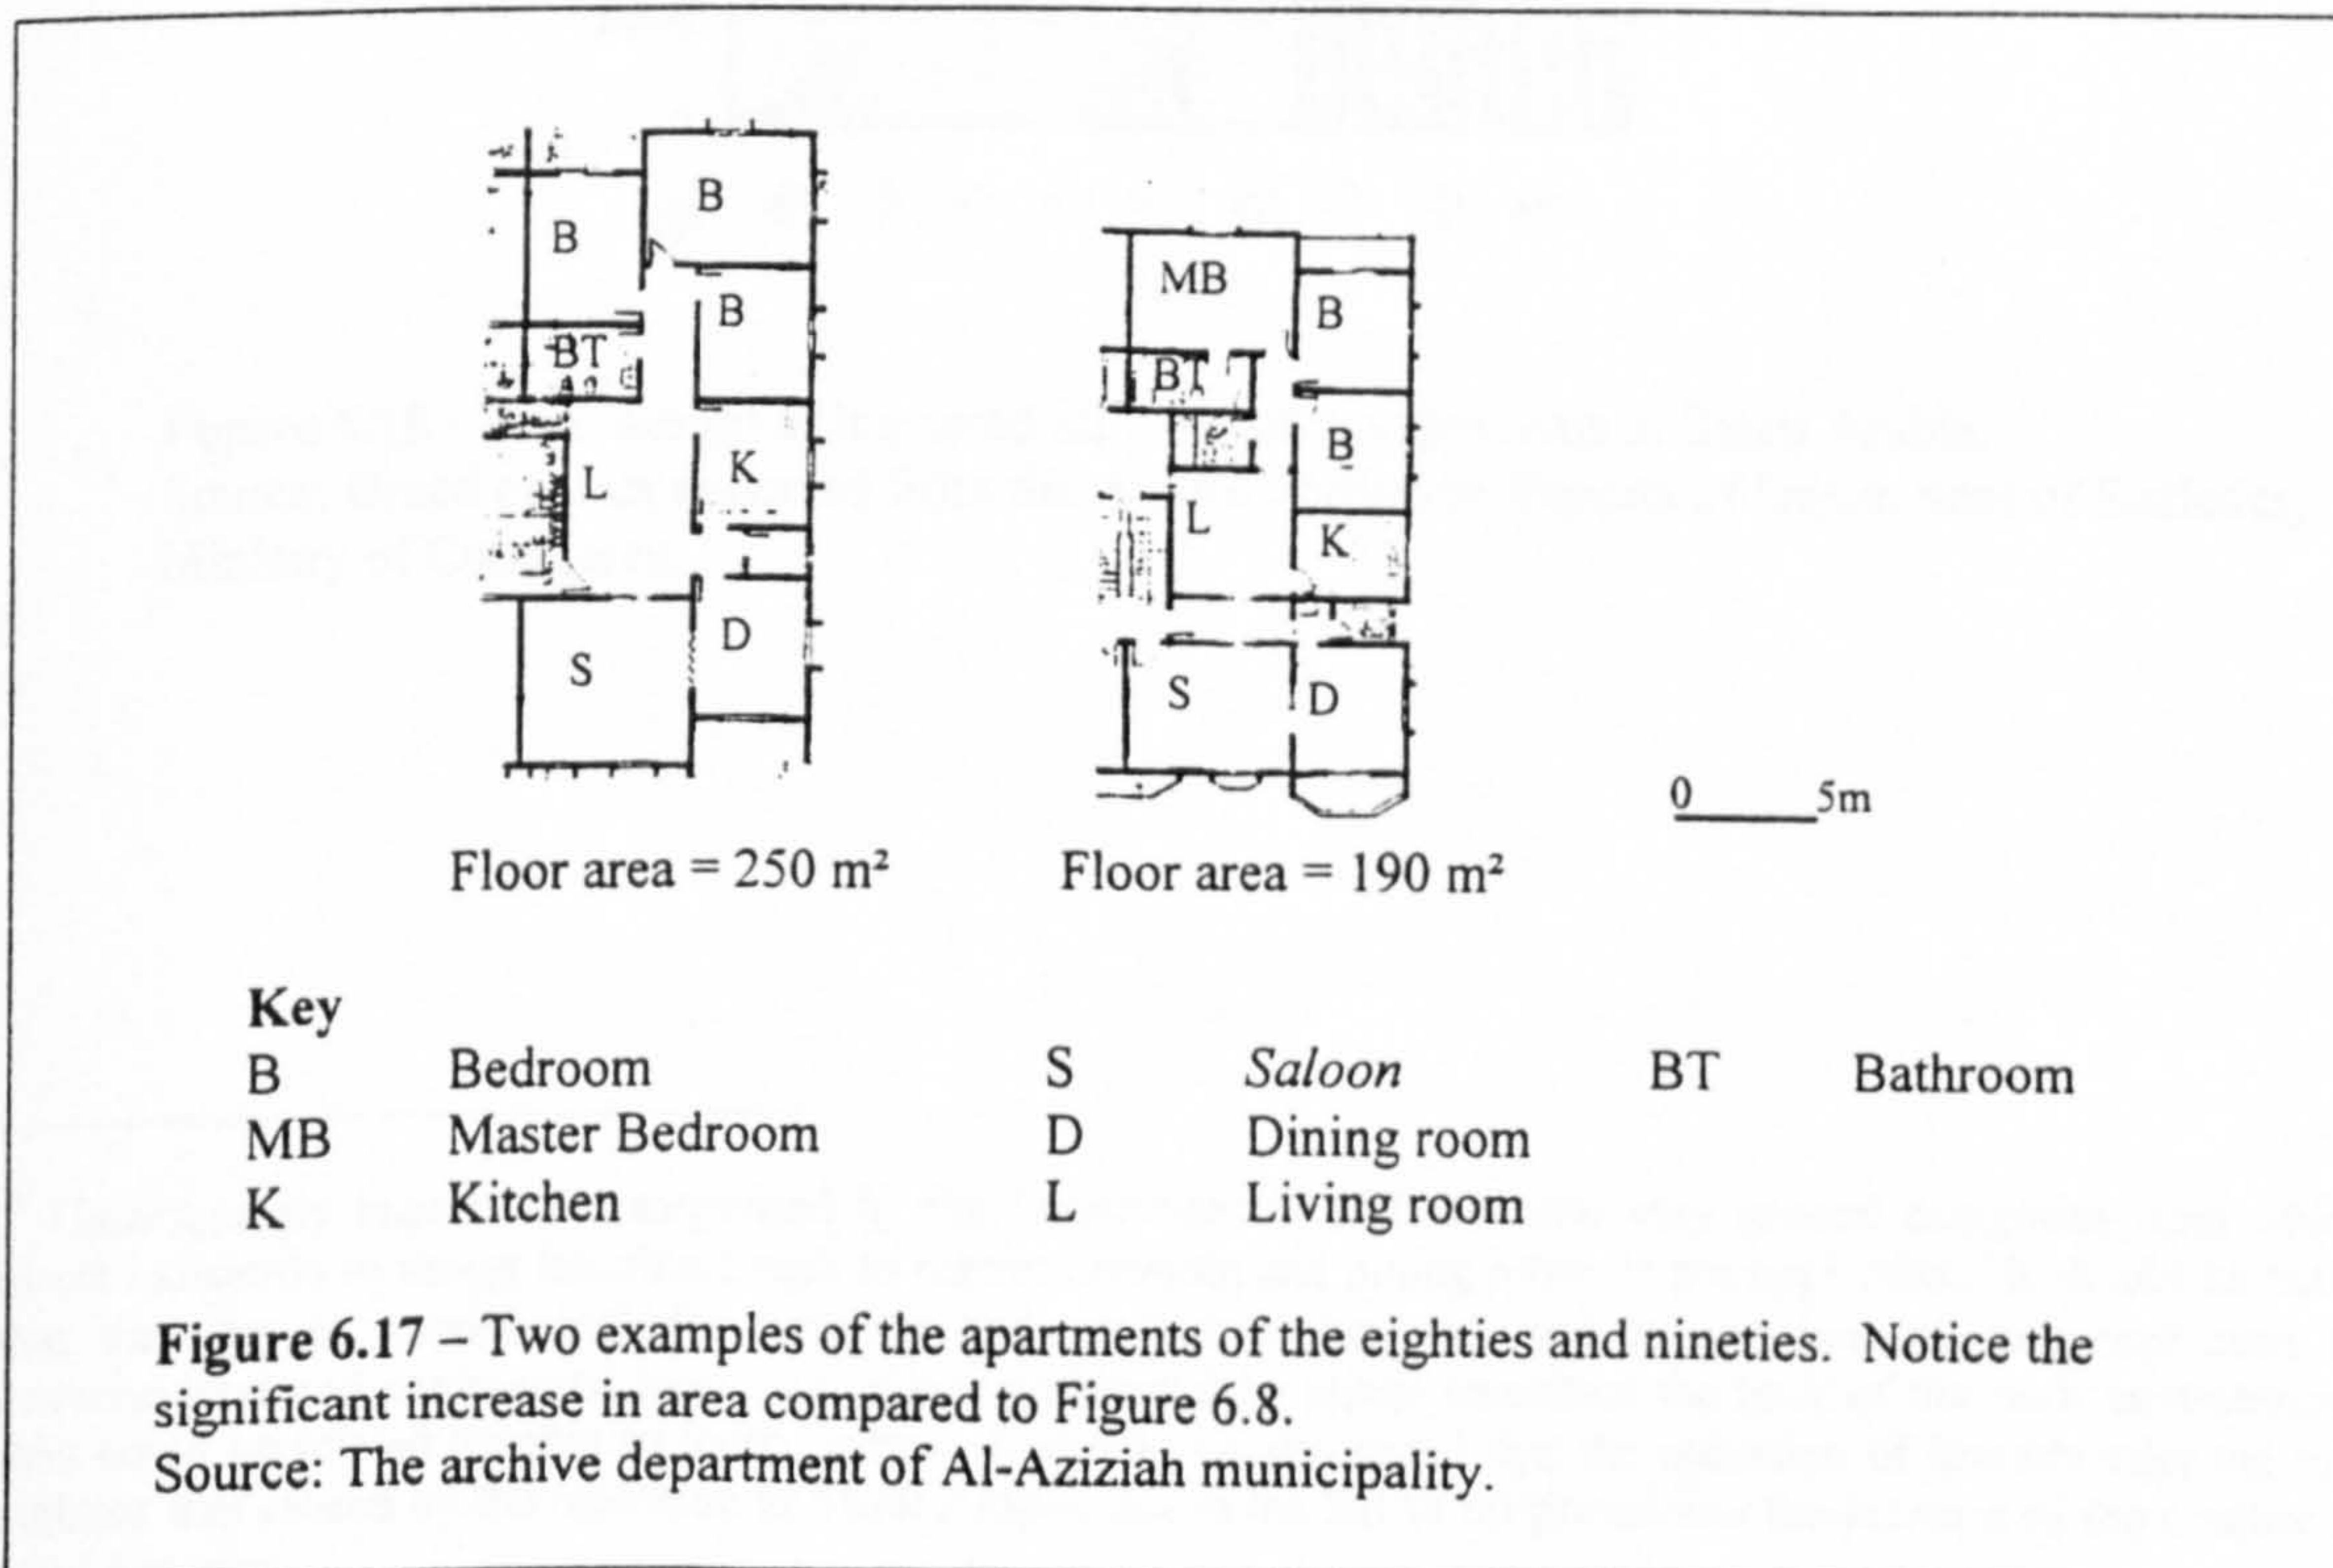 B
B
B
BT
L
K
D
S
MB
B
BT
B
L
K
S
D
0 5m
Floor area = 250 m²
Floor area = 190 m²
Key
B Bedroom S Saloon BT Bathroom
MB Master Bedroom D Dining room
K Kitchen L Living room
Figure 6.17 – Two examples of the apartments of the eighties and nineties. Notice the
significant increase in area compared to Figure 6.8.
Source: The archive department of Al-Aziziah municipality.